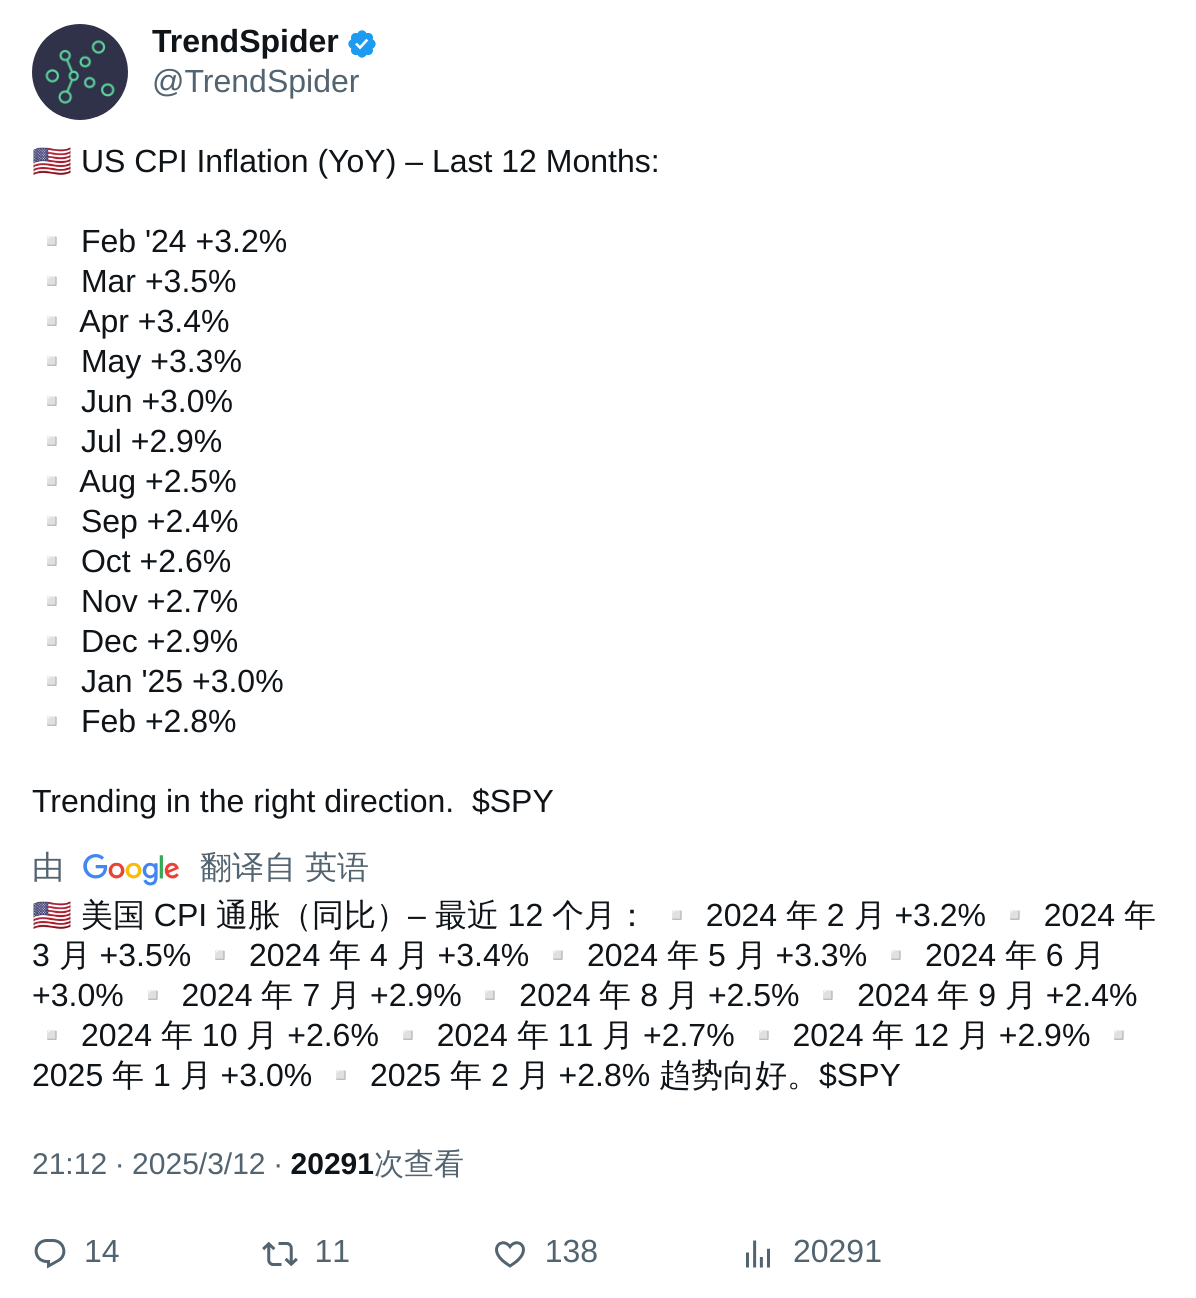 TrendSpider
@TrendSpider
🇺🇸 US CPI Inflation (YoY) – Last 12 Months:
▫️ Feb '24 +3.2%
▫️ Mar +3.5%
▫️ Apr +3.4%
▫️ May +3.3%
▫️ Jun +3.0%
▫️ Jul +2.9%
▫️ Aug +2.5%
▫️ Sep +2.4%
▫️ Oct +2.6%
▫️ Nov +2.7%
▫️ Dec +2.9%
▫️ Jan '25 +3.0%
▫️ Feb +2.8%
Trending in the right direction. $SPY
由 Google 翻译自 英语
🇺🇸 美国 CPI 通胀（同比）– 最近 12 个月： ▫️ 2024 年 2 月 +3.2% ▫️ 2024 年
3 月 +3.5% ▫️ 2024 年 4 月 +3.4% ▫️ 2024 年 5 月 +3.3% ▫️ 2024 年 6 月
+3.0% ▫️ 2024 年 7 月 +2.9% ▫️ 2024 年 8 月 +2.5% ▫️ 2024 年 9 月 +2.4%
▫️ 2024 年 10 月 +2.6% ▫️ 2024 年 11 月 +2.7% ▫️ 2024 年 12 月 +2.9% ▫️
2025 年 1 月 +3.0% ▫️ 2025 年 2 月 +2.8% 趋势向好。$SPY
21:12 · 2025/3/12 · 20291次查看
14 11 138 20291